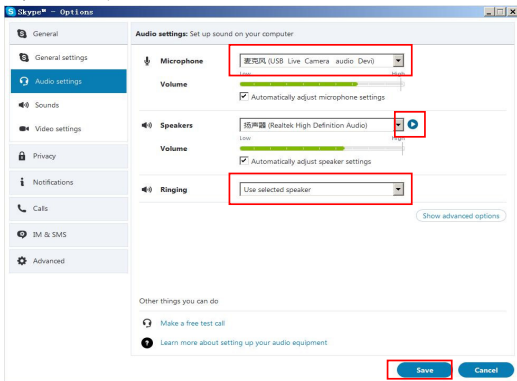 Skype™ - Options
General
General settings
Audio settings
Sounds
Video settings
Privacy
Notifications
Calls
IM & SMS
Advanced
Audio settings: Set up sound on your computer
Microphone
麦克风 (USB Live Camera audio Devi)
Volume
Low High
Automatically adjust microphone settings
Speakers
扬声器 (Realtek High Definition Audio)
Volume
Low High
Automatically adjust speaker settings
Ringing
Use selected speaker
Show advanced options
Other things you can do
Make a free test call
Learn more about setting up your audio equipment
Save
Cancel